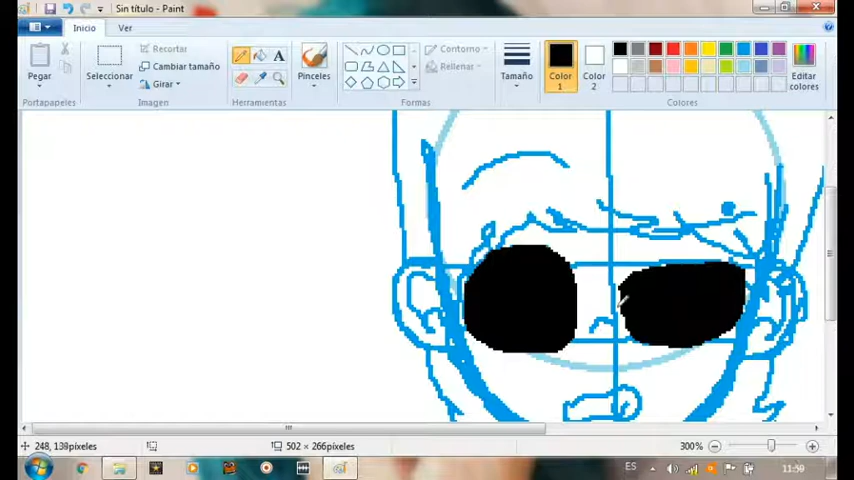 Sin título - Paint
Inicio Ver
Pegar
Portapapeles
Seleccionar
Recortar
Cambiar tamaño
Girar
Imagen
A
Herramientas
Pinceles
Contorno
Rellenar
Formas
Tamaño
Color
1
Color
2
Editar
colores
Colores
248, 139píxeles
502 × 266píxeles
300%
ES
11:59